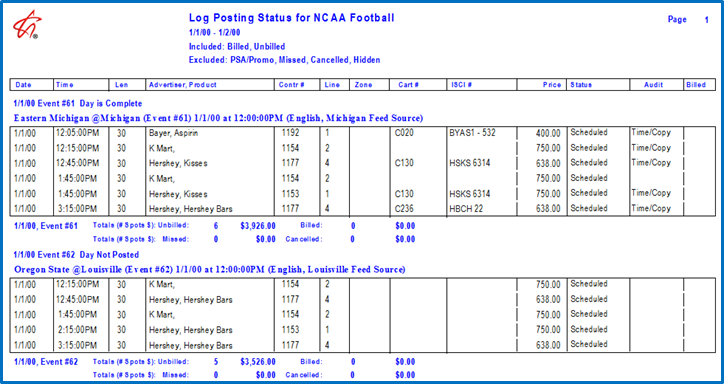 Log Posting Status for NCAA Football Page 1
1/1/00 - 1/2/00
Included: Billed, Unbilled
Excluded: PSA/Promo, Missed, Cancelled, Hidden
Date Time Len Advertiser, Product Contr # Line Zone Cart # ISCI # Price Status Audit Billed
1/1/00 Event #61 Day is Complete
Eastern Michigan @Michigan (Event #61) 1/1/00 at 12:00:00PM (English, Michigan Feed Source)
1/1/00 12:05:00PM 30 Bayer, Aspirin 1192 1 C020 BYAS1 - 532 400.00 Scheduled Time/Copy
1/1/00 12:15:00PM 30 K Mart, 1154 2 750.00 Scheduled Time/Copy
1/1/00 12:45:00PM 30 Hershey, Kisses 1177 4 C130 HSKS 6314 638.00 Scheduled Time/Copy
1/1/00 1:45:00PM 30 K Mart, 1154 2 750.00 Scheduled
1/1/00 1:45:00PM 30 Hershey, Kisses 1153 1 C130 HSKS 6314 750.00 Scheduled Time/Copy
1/1/00 3:15:00PM 30 Hershey, Hershey Bars 1177 4 C236 HBCH 22 638.00 Scheduled Time/Copy
1/1/00, Event #61 Totals (# Spots $): Unbilled: 6 $3,926.00 Billed: 0 $0.00
Totals (# Spots $): Missed: 0 $0.00 Cancelled: 0 $0.00
1/1/00 Event #62 Day Not Posted
Oregon State @Louisville (Event #62) 1/1/00 at 12:00:00PM (English, Louisville Feed Source)
1/1/00 12:15:00PM 30 K Mart, 1154 2 750.00 Scheduled
1/1/00 12:45:00PM 30 Hershey, Hershey Bars 1177 4 638.00 Scheduled
1/1/00 1:45:00PM 30 K Mart, 1154 2 750.00 Scheduled
1/1/00 2:15:00PM 30 Hershey, Hershey Bars 1153 1 750.00 Scheduled
1/1/00 3:15:00PM 30 Hershey, Hershey Bars 1177 4 638.00 Scheduled
1/1/00, Event #62 Totals (# Spots $): Unbilled: 5 $3,526.00 Billed: 0 $0.00
Totals (# Spots $): Missed: 0 $0.00 Cancelled: 0 $0.00